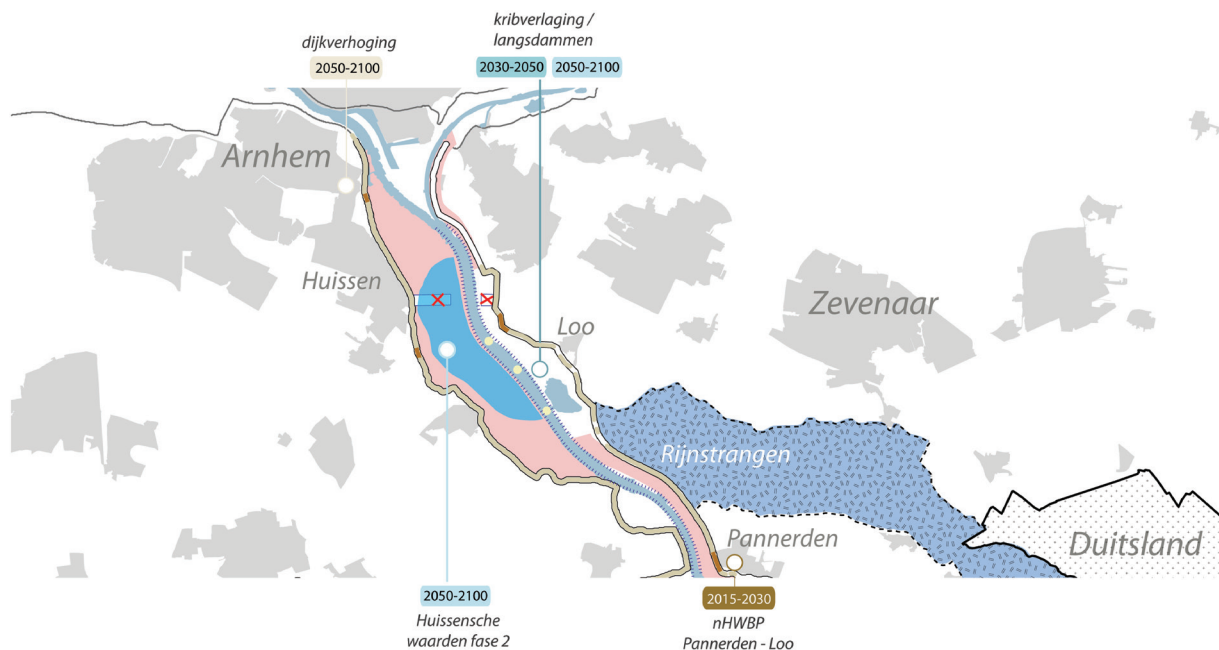 kribverlaging /
langsdammen
dijkverhoging
2050-2100
2030-2050
2050-2100
Arnhem
Huissen
Loo
Zevenaar
Rijnstrangen
Pannerden
Duitsland
2050-2100
Huissensche
waarden fase 2
2015-2030
nHWBP
Pannerden - Loo